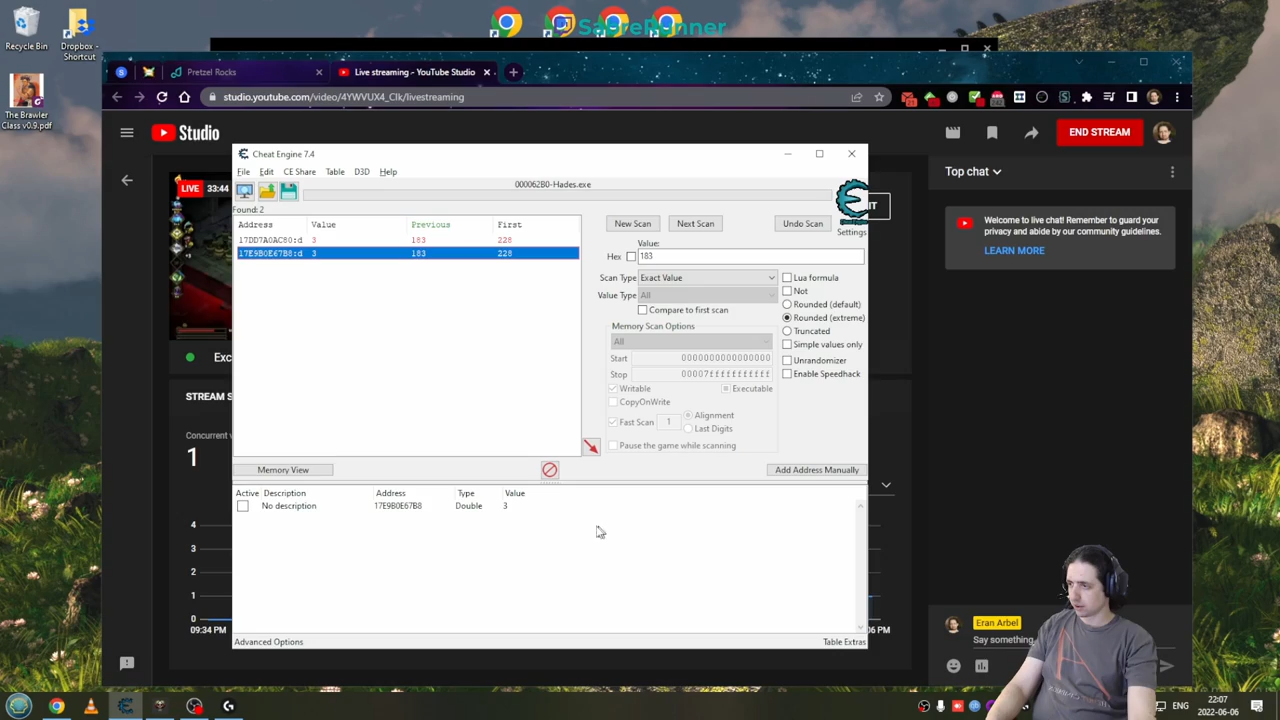 Recycle Bin
Dropbox - Shortcut
The Brawler Class v0.9.pdf
SabreRunner
Pretzel Rocks
Live streaming - YouTube Studio
studio.youtube.com/video/4YWVUX4_Clk/livestreaming
Studio
END STREAM
LIVE 33:44
Exc
STREAM S
Concurrent v
1
4
3
2
1
0
09:34 PM
06 PM
Top chat
Welcome to live chat! Remember to guard your
privacy and abide by our community guidelines.
LEARN MORE
Eran Arbel
Say something
Cheat Engine 7.4
File Edit CE Share Table D3D Help
000062B0-Hades.exe
Found: 2
Address Value Previous First
17DD7A0AC80:d 3 183 228
17E9B0E67B8:d 3 183 228
New Scan Next Scan Undo Scan
IT
Settings
Value:
Hex 183
Scan Type Exact Value
Value Type All
Compare to first scan
Lua formula
Not
Rounded (default)
Rounded (extreme)
Truncated
Simple values only
Unrandomizer
Enable Speedhack
Memory Scan Options
All
Start 0000000000000000
Stop 00007fffffffffff
Writable Executable
CopyOnWrite
Fast Scan 1 Alignment
Last Digits
Pause the game while scanning
Memory View
Add Address Manually
Active Description Address Type Value
No description 17E9B0E67B8 Double 3
Advanced Options
Table Extras
ENG
22:07
2022-06-06